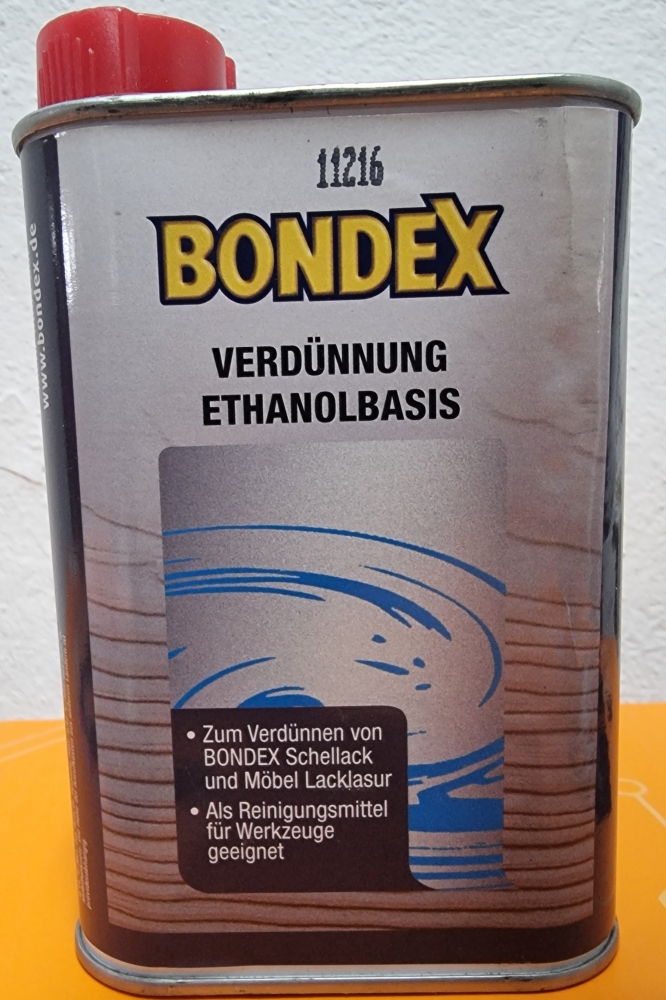 11216
BONDEX
VERDÜNNUNG
ETHANOLBASIS
• Zum Verdünnen von
BONDEX Schellack
und Möbel Lacklasur
• Als Reinigungsmittel
für Werkzeuge
geeignet
www.bondex.de